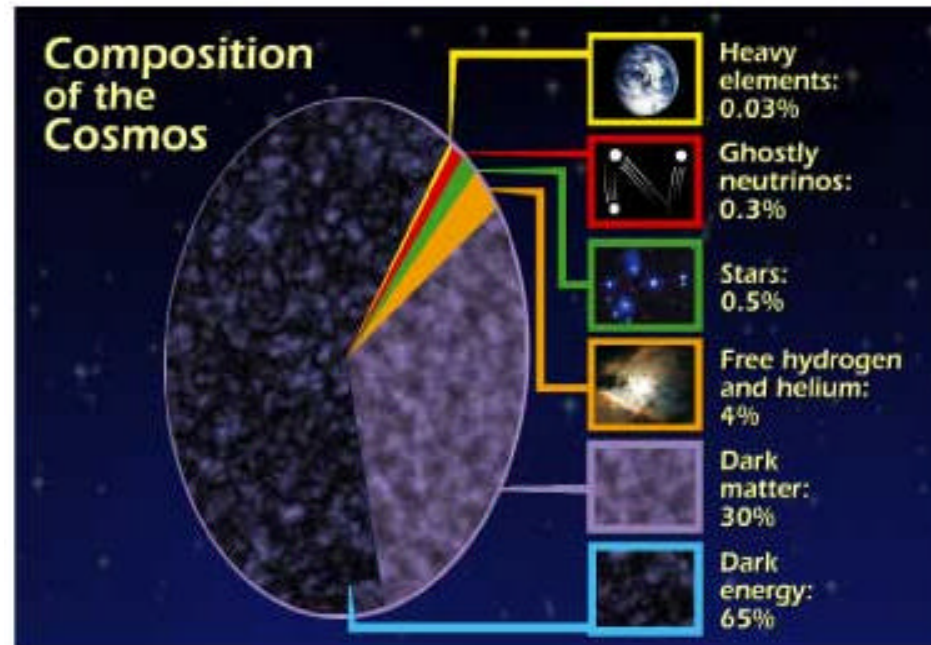 Composition
of the
Cosmos
Heavy
elements:
0.03%
Ghostly
neutrinos:
0.3%
Stars:
0.5%
Free hydrogen
and helium:
4%
Dark
matter:
30%
Dark
energy:
65%